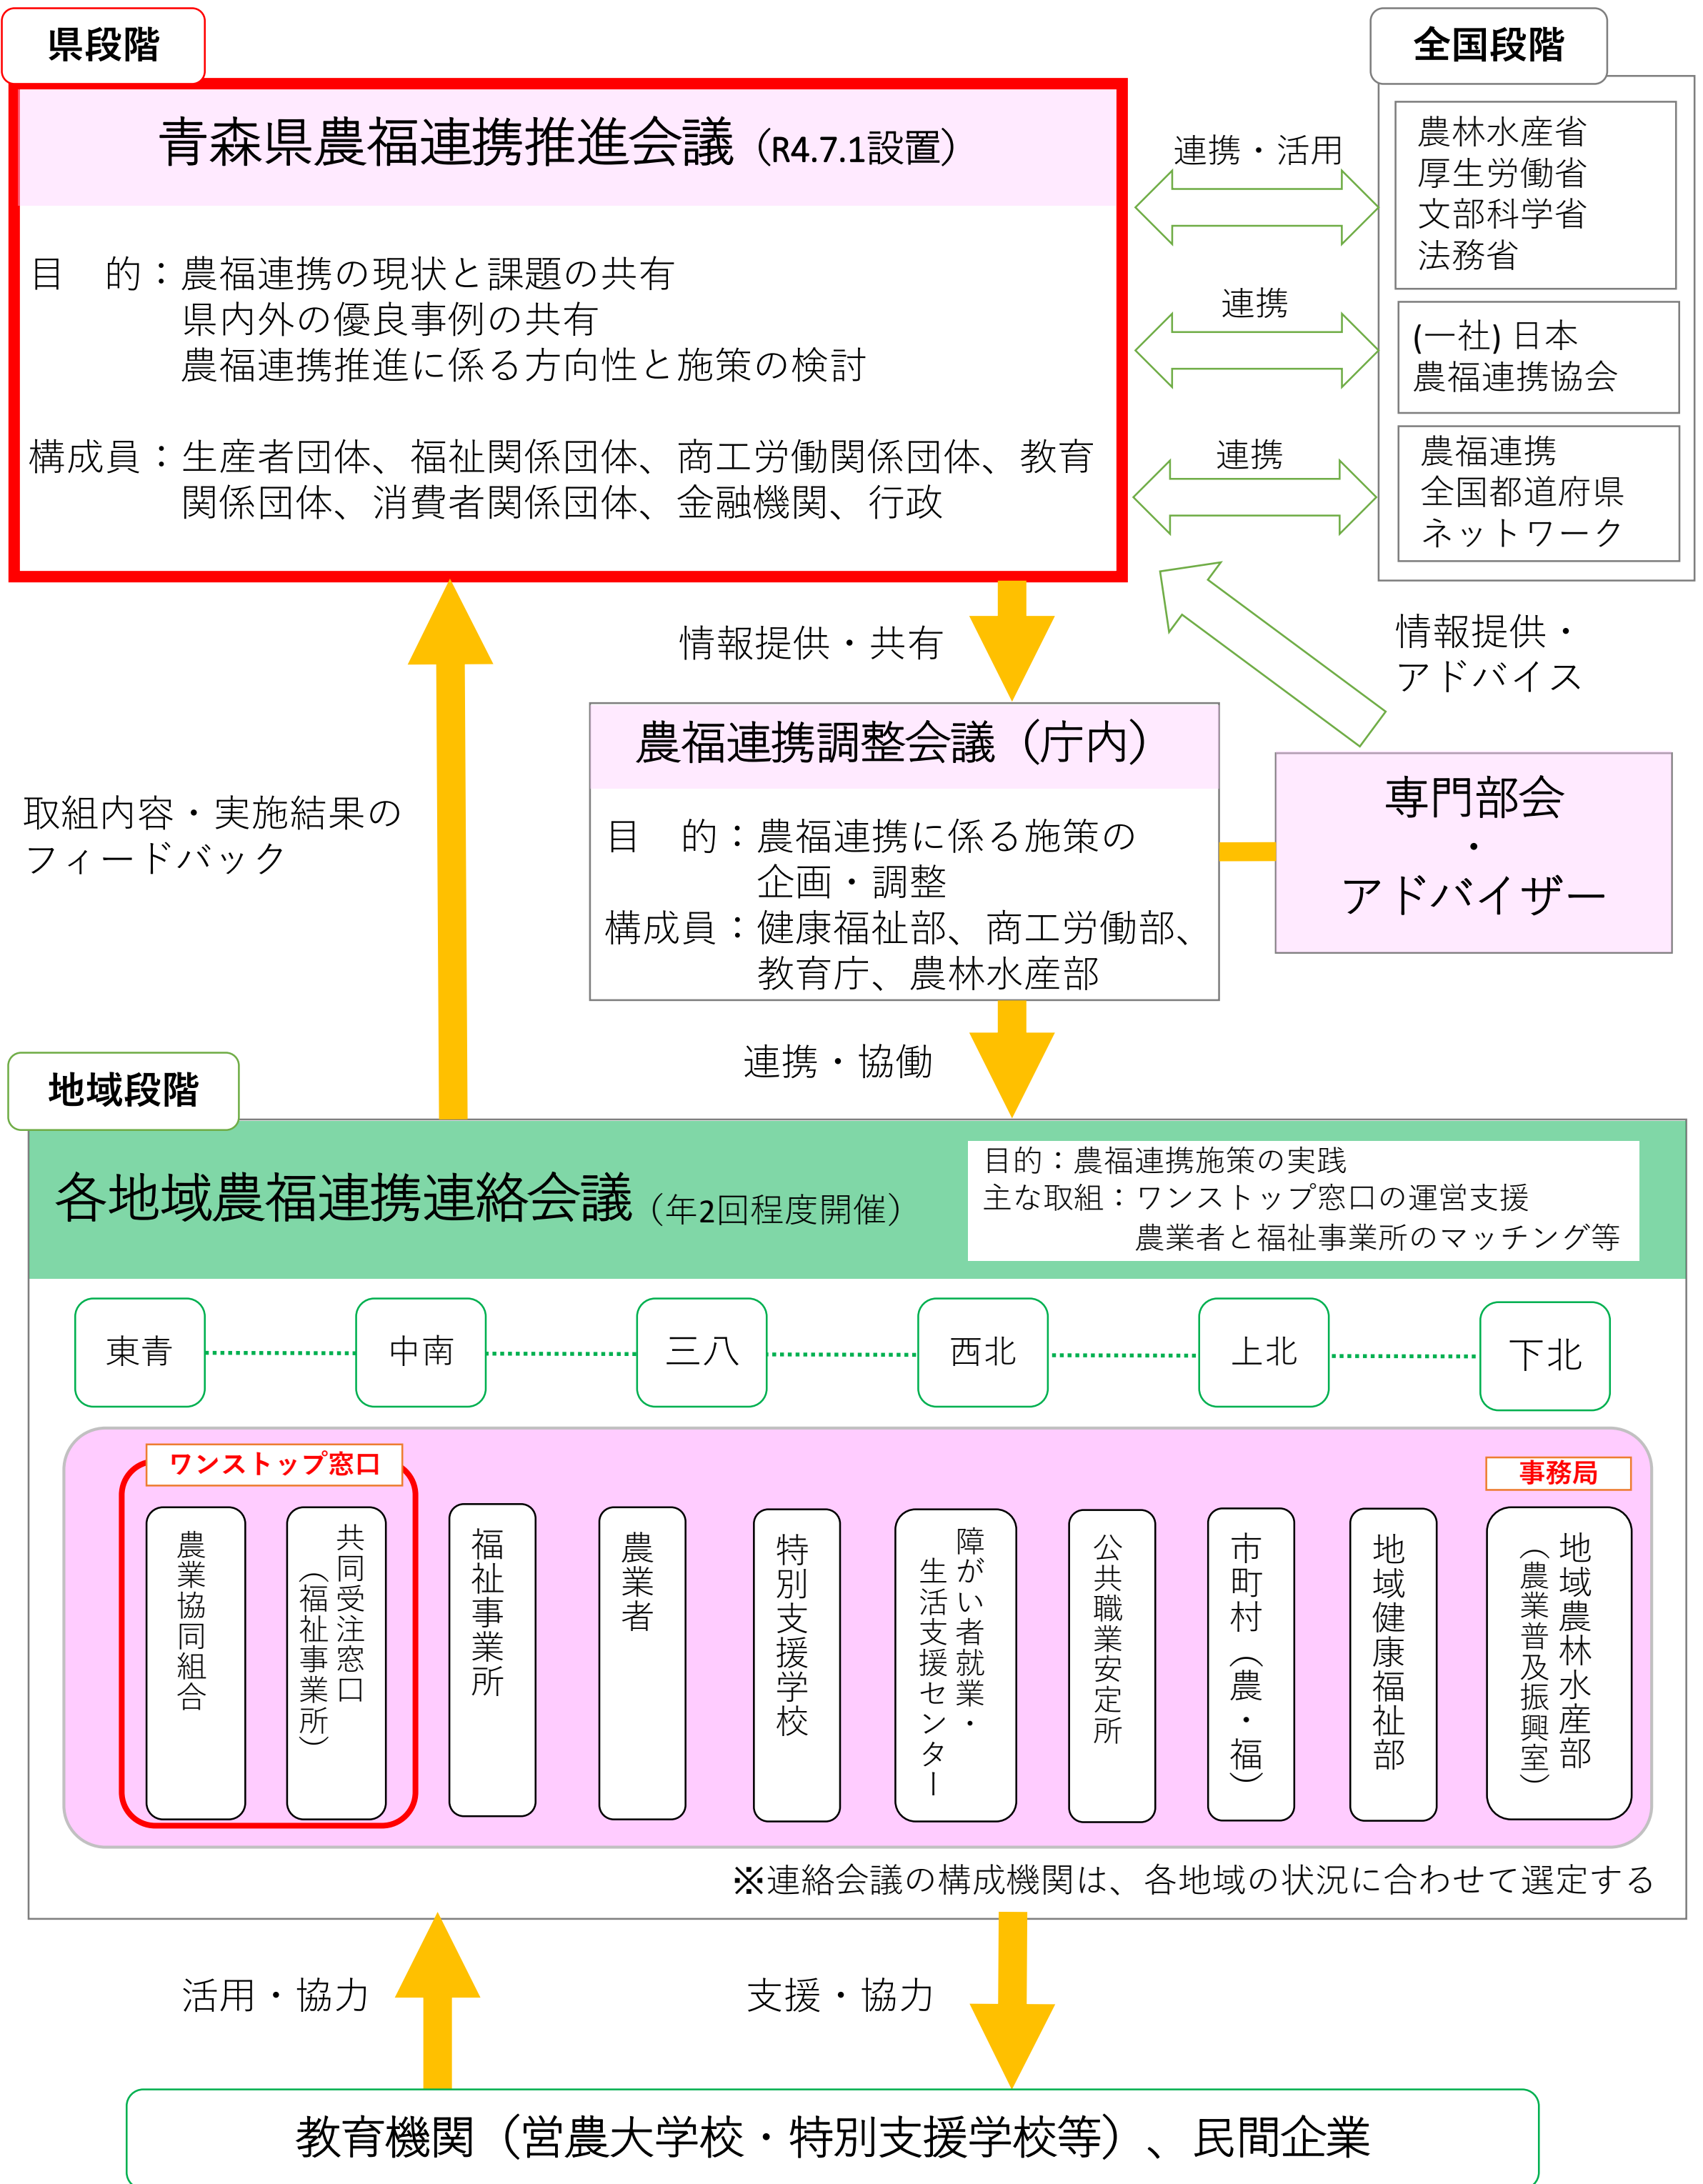 県段階
青森県農福連携推進会議（R4.7.1設置）
目　的：農福連携の現状と課題の共有
県内外の優良事例の共有
農福連携推進に係る方向性と施策の検討
構成員：生産者団体、福祉関係団体、商工労働関係団体、教育
関係団体、消費者関係団体、金融機関、行政
連携・活用
連携
連携
全国段階
農林水産省
厚生労働省
文部科学省
法務省
(一社) 日本
農福連携協会
農福連携
全国都道府県
ネットワーク
情報提供・共有
情報提供・
アドバイス
取組内容・実施結果の
フィードバック
農福連携調整会議（庁内）
目　的：農福連携に係る施策の
企画・調整
構成員：健康福祉部、商工労働部、
教育庁、農林水産部
専門部会
・
アドバイザー
連携・協働
地域段階
各地域農福連携連絡会議（年2回程度開催）
目的：農福連携施策の実践
主な取組：ワンストップ窓口の運営支援
農業者と福祉事業所のマッチング等
東青
中南
三八
西北
上北
下北
ワンストップ窓口
事務局
農業協同組合
共同受注窓口
（福祉事業所）
福祉事業所
農業者
特別支援学校
障がい者就業・
生活支援センター
公共職業安定所
市町村（農・福）
地域健康福祉部
地域農林水産部
（農業普及振興室）
※連絡会議の構成機関は、各地域の状況に合わせて選定する
活用・協力
支援・協力
教育機関（営農大学校・特別支援学校等）、民間企業